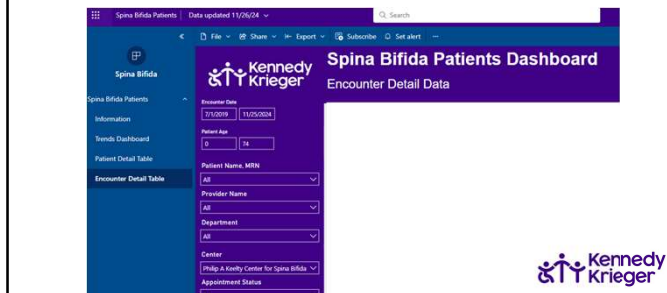 Spina Bifida Patients | Data updated 11/26/24
Search
File Share Export Subscribe Set alert ...
Spina Bifida
Spina Bifida Patients
Information
Trends Dashboard
Patient Detail Table
Encounter Detail Table
Kennedy
Krieger
Spina Bifida Patients Dashboard
Encounter Detail Data
Encounter Date
7/1/2019 11/25/2024
Patient Age
0 74
Patient Name, MRN
All
Provider Name
All
Department
All
Center
Philip A Keelty Center for Spina Bifida
Appointment Status
Kennedy
Krieger